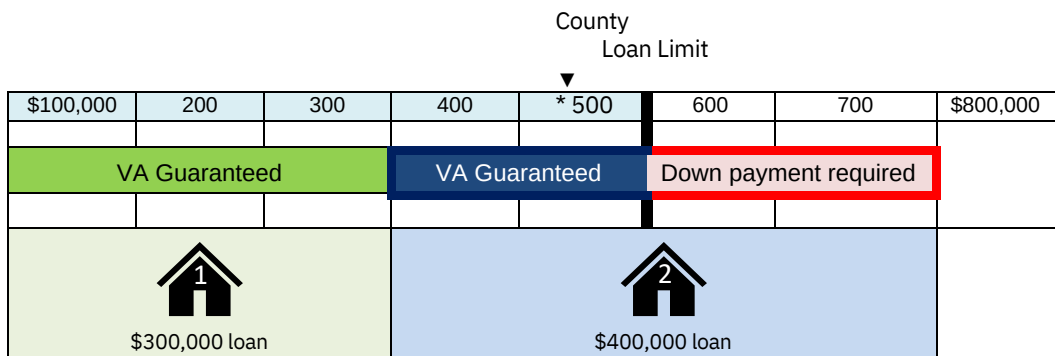 County
Loan Limit
▼
$100,000 200 300 400 * 500 600 700 $800,000
VA Guaranteed VA Guaranteed Down payment required
1 2
$300,000 loan $400,000 loan